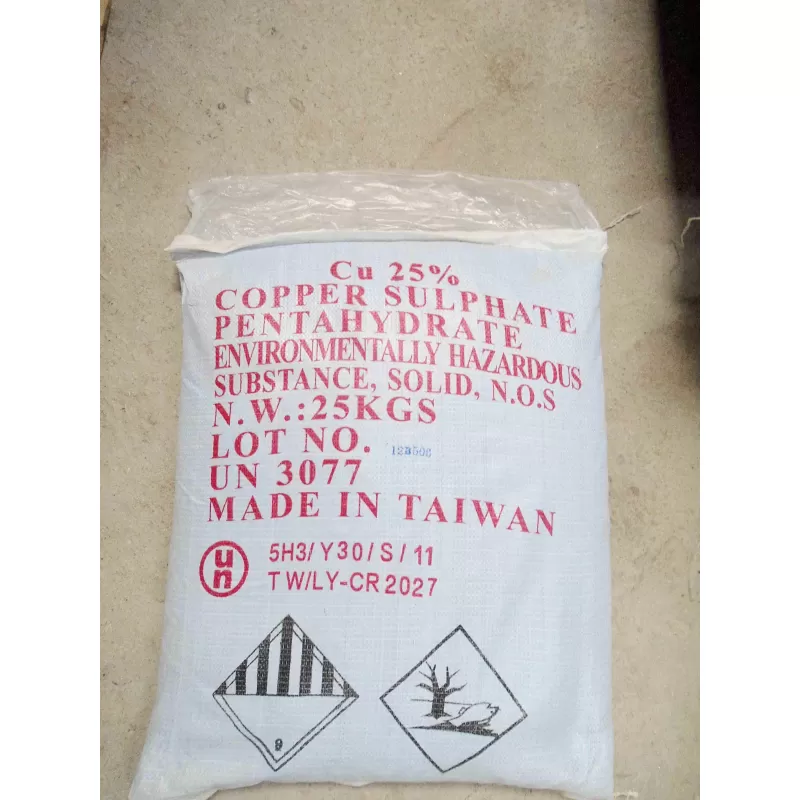 Cu 25%
COPPER SULPHATE
PENTAHYDRATE
ENVIRONMENTALLY HAZARDOUS
SUBSTANCE, SOLID, N.O.S
N.W.:25KGS
LOT NO.
UN 3077
MADE IN TAIWAN
un
5H3/Y30/S/11
TW/LY-CR2027
9